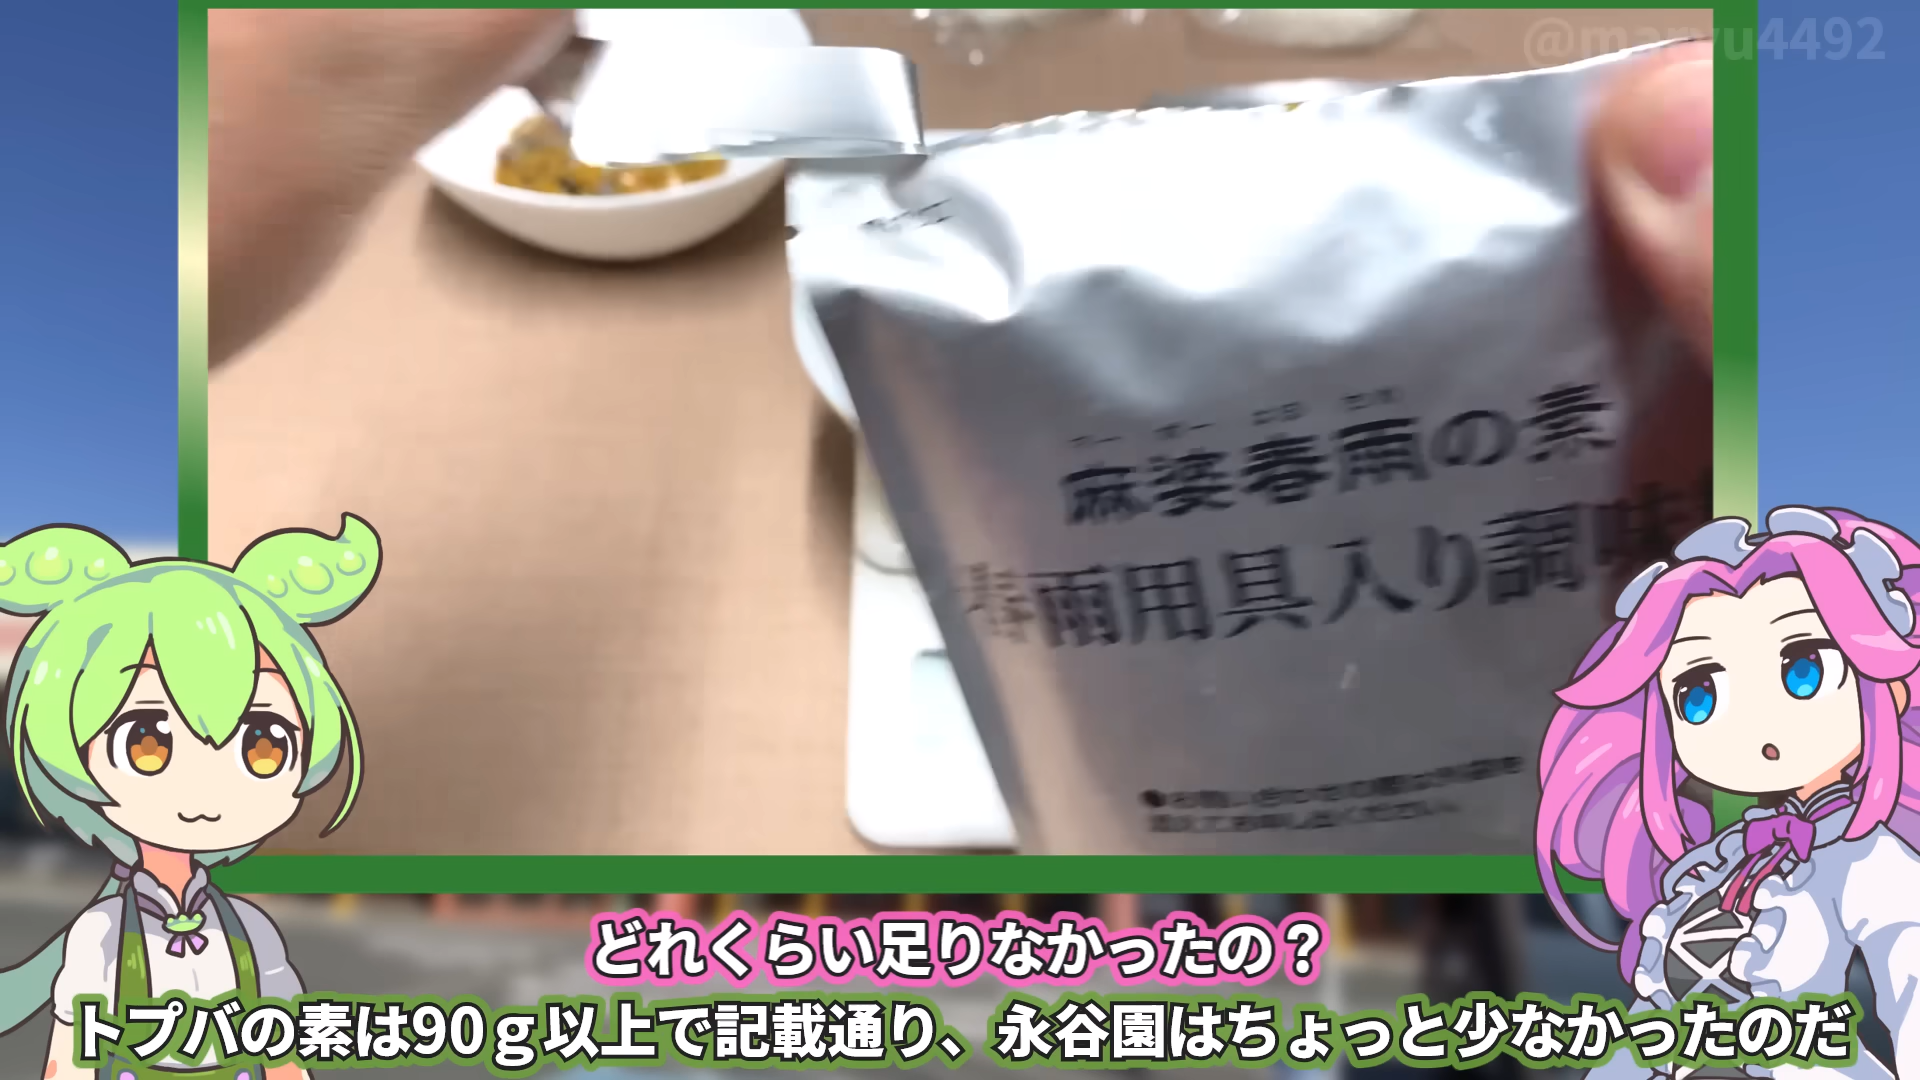 @maryu4492
麻婆春雨の素
春雨用具入り調味
どれくらい足りなかったの？
トプバの素は90ｇ以上で記載通り、永谷園はちょっと少なかったのだ